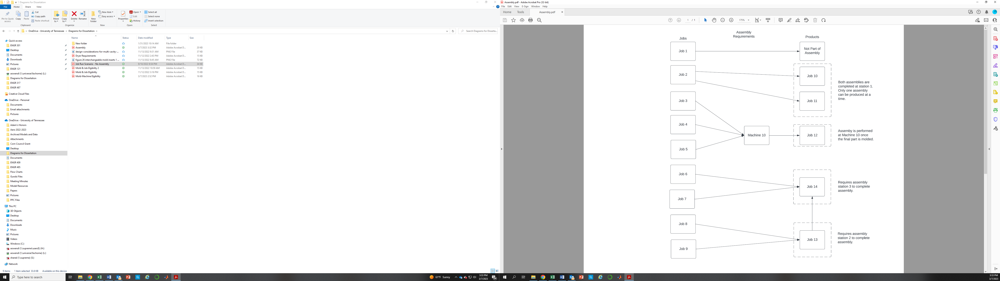 Diagrams for Dissertation
File Home Share View
Pin to Quick access
Copy
Paste
Cut
Copy path
Paste shortcut
Clipboard
Move to
Copy to
Delete
Rename
Organize
New folder
New item
Easy access
New
Properties
Open
Edit
History
Open
Select all
Select none
Invert selection
Select
OneDrive - University of Tennessee > Diagrams for Dissertation >
Search Diagrams for Disserta...
Name Status Date modified Type Size
New folder 1/31/2023 10:14 AM File folder
Assembly 3/7/2023 3:32 PM Adobe Acrobat D... 20 KB
design-considerations-for-multi-cavity-... 11/13/2022 9:31 AM PNG File 37 KB
Dryer Requirements 11/12/2022 2:43 PM Adobe Acrobat D... 15 KB
figure 26 interchangeable mold inserts 1 ... 11/13/2022 8:45 AM PNG File 72 KB
Job Run Scenario - No Assembly 9/10/2022 8:54 PM Adobe Acrobat D... 34 KB
Mold & Job Elgibility 2 11/13/2022 10:59 AM Adobe Acrobat D... 15 KB
Mold & Job Elgibility 11/12/2022 3:16 PM Adobe Acrobat D... 15 KB
Mold-Machine Elgibility 3/7/2023 2:52 PM Adobe Acrobat D... 16 KB
Quick access
ENGR 301
Desktop
Documents
Downloads
Pictures
ENGR 121
aowens6 (\\universe\fachome) (L:)
Diagrams for Dissertation
ENGR 317
ENGR 487
Creative Cloud Files
OneDrive - Personal
Documents
Email attachments
Pictures
OneDrive - University of Tennessee
Adam's Honors
Aero 2022-2023
Archived Models and Data
Attachments
Corn Council Grant
Desktop
Diagrams for Dissertation
Documents
ENGR 409
ENGR 485
Flow Charts
Gurobi Files
Meeting Minutes
Model Resources
Papers
Pictures
PPC Files
This PC
3D Objects
Desktop
Documents
Downloads
Music
Pictures
Videos
Windows (C:)
aowens6 (\\supreme\users$) (H:)
aowens6 (\\universe\fachome) (L:)
shared (\\supreme) (S:)
Network
9 items 1 item selected: 33.6 KB Available on this device
Type here to search
61°F Sunny
3:33 PM
3/7/2023
24
Assembly.pdf - Adobe Acrobat Pro (32-bit)
File Edit View E-Sign Window Help
Home Tools Assembly.pdf ×
1 / 1
175%
Assembly
Requirements
Jobs
Products
Job 1
Not Part of
Assembly
Job 2
Job 10
Both assemblies are
completed at station 1.
Only one assembly
can be produced at a
time.
Job 3
Job 11
Job 4
Machine 10
Job 12
Assemby is performed
at Machine 10 once
the final part is molded.
Job 5
Job 6
Job 14
Requires assembly
station 3 to complete
assembly.
Job 7
Job 8
Job 13
Requires assembly
station 2 to complete
assembly.
Job 9
3:33 PM
3/7/2023